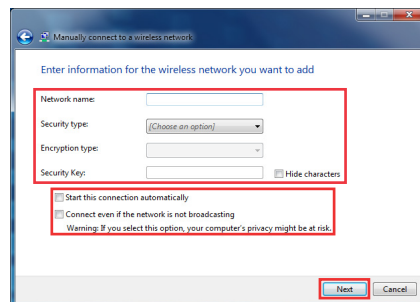 Manually connect to a wireless network
Enter information for the wireless network you want to add
Network name:
Security type: [Choose an option]
Encryption type:
Security Key: Hide characters
Start this connection automatically
Connect even if the network is not broadcasting
Warning: If you select this option, your computer's privacy might be at risk.
Next Cancel